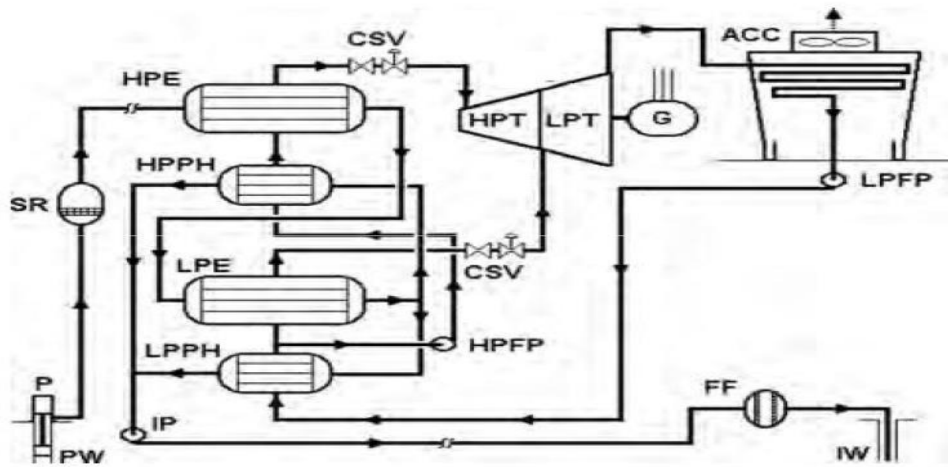 CSV
ACC
HPE
HPT
LPT
G
HPPH
LPFP
SR
LPE
CSV
LPPH
HPFP
P
FF
IP
PW
IW